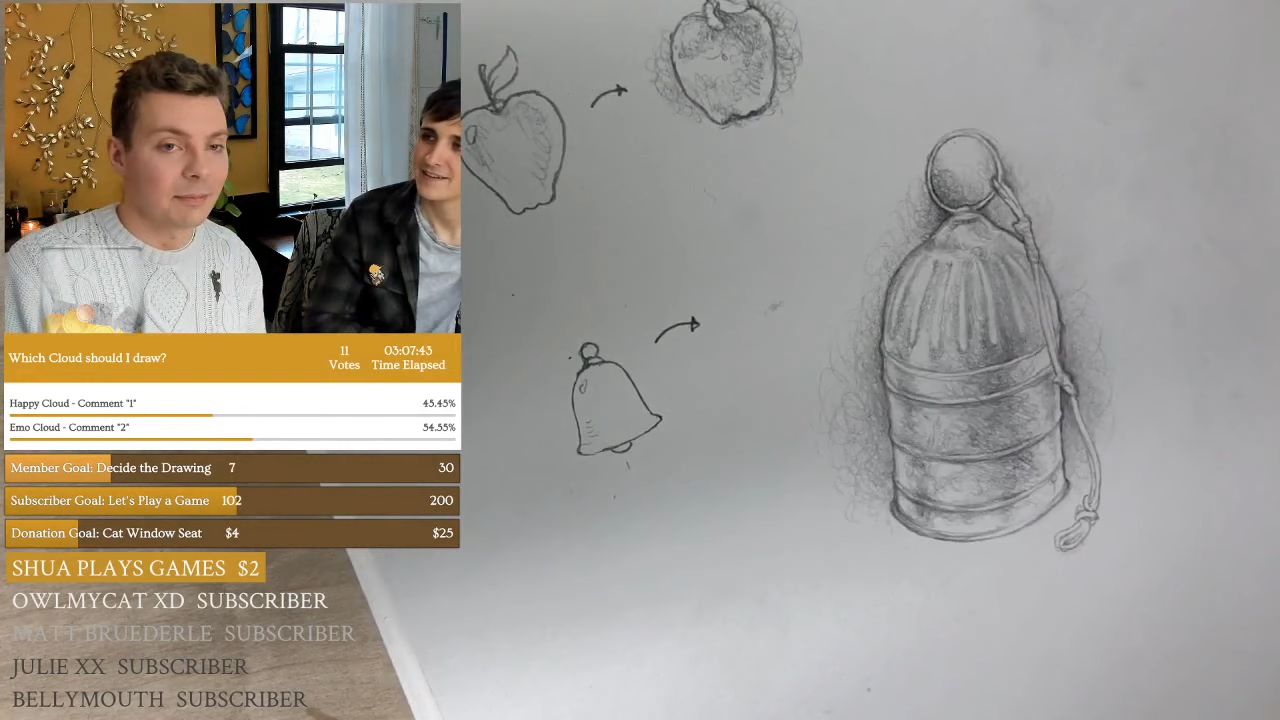 Which Cloud should I draw?
11 Votes
03:07:43 Time Elapsed
Happy Cloud - Comment "1" 45.45%
Emo Cloud - Comment "2" 54.55%
Member Goal: Decide the Drawing 7 30
Subscriber Goal: Let's Play a Game 102 200
Donation Goal: Cat Window Seat $4 $25
SHUA PLAYS GAMES $2
OWLMYCAT XD SUBSCRIBER
MATT BRUEDERLE SUBSCRIBER
JULIE XX SUBSCRIBER
BELLYMOUTH SUBSCRIBER